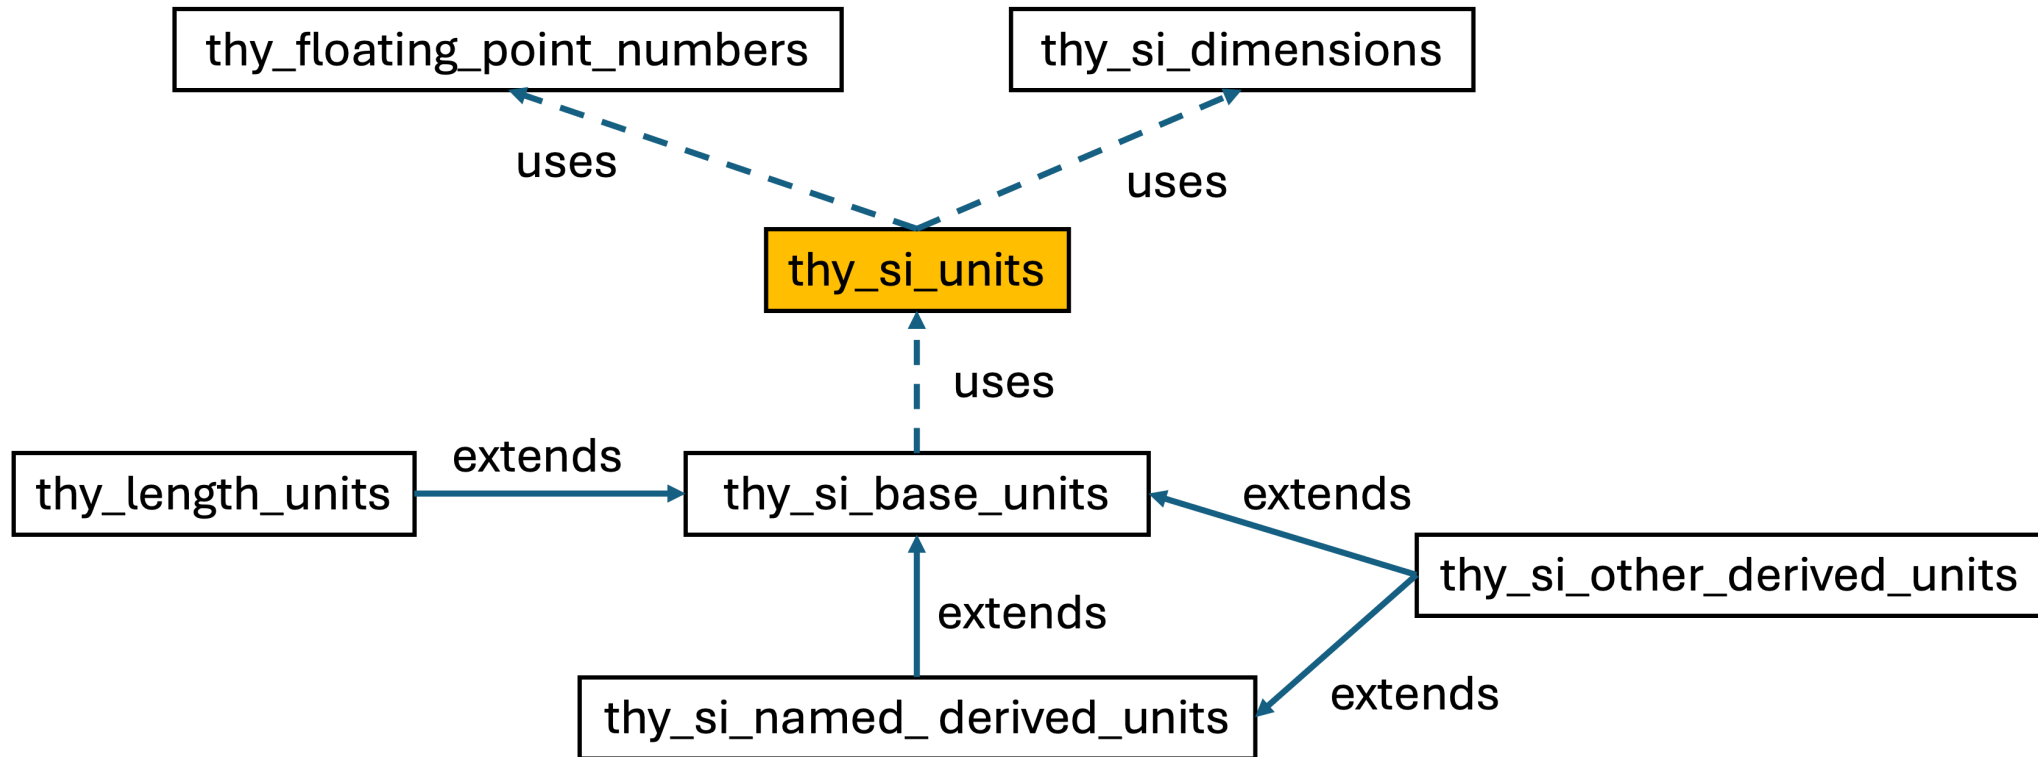 thy_floating_point_numbers
thy_si_dimensions
uses
uses
thy_si_units
uses
extends
thy_length_units
thy_si_base_units
extends
thy_si_other_derived_units
extends
extends
thy_si_named_ derived_units